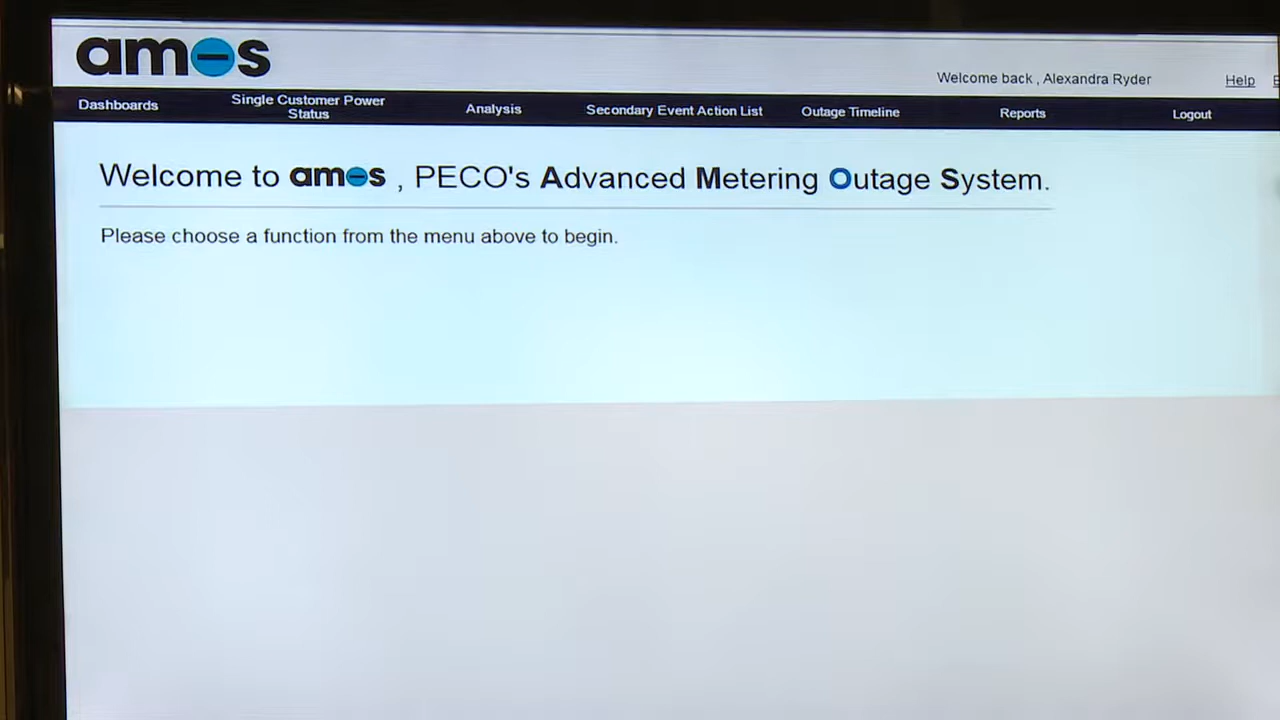 amos
Welcome back , Alexandra Ryder
Help
Dashboards
Single Customer Power
Status
Analysis
Secondary Event Action List
Outage Timeline
Reports
Logout
Welcome to amos , PECO's Advanced Metering Outage System.
Please choose a function from the menu above to begin.